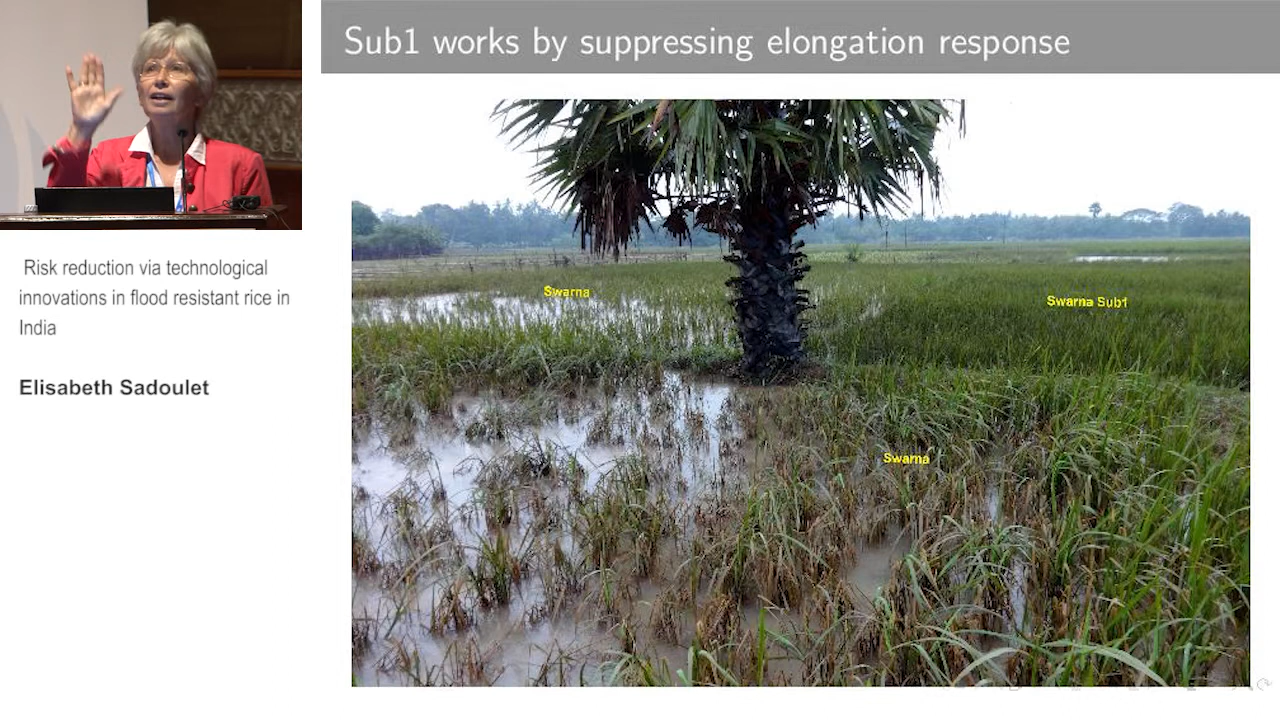 Sub1 works by suppressing elongation response
Swarna
Swarna Sub1
Swarna
Risk reduction via technological
innovations in flood resistant rice in
India
Elisabeth Sadoulet